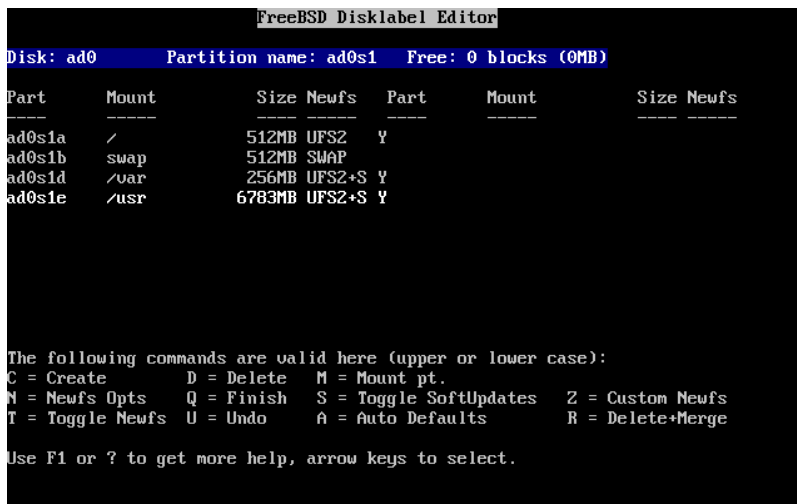 FreeBSD Disklabel Editor
Disk: ad0 Partition name: ad0s1 Free: 0 blocks (0MB)
Part Mount Size Newfs Part Mount Size Newfs
---- ----- ---- ----- ---- ----- ---- -----
ad0s1a / 512MB UFS2 Y
ad0s1b swap 512MB SWAP
ad0s1d /var 256MB UFS2+S Y
ad0s1e /usr 6783MB UFS2+S Y
The following commands are valid here (upper or lower case):
C = Create D = Delete M = Mount pt.
N = Newfs Opts Q = Finish S = Toggle SoftUpdates Z = Custom Newfs
T = Toggle Newfs U = Undo A = Auto Defaults R = Delete+Merge
Use F1 or ? to get more help, arrow keys to select.